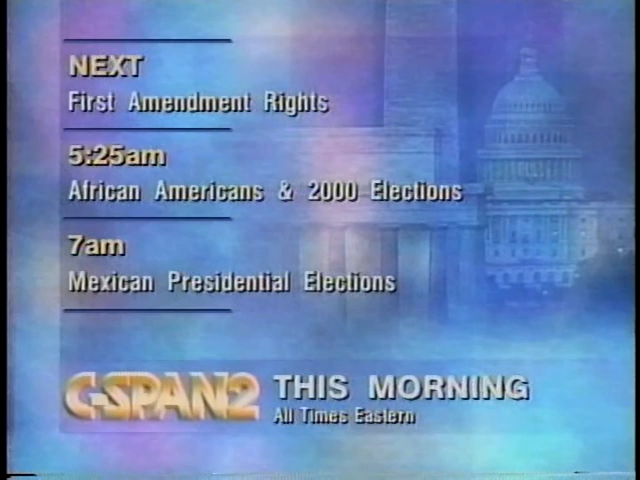 NEXT
First Amendment Rights
5:25am
African Americans & 2000 Elections
7am
Mexican Presidential Elections
C-SPAN2 THIS MORNING
All Times Eastern